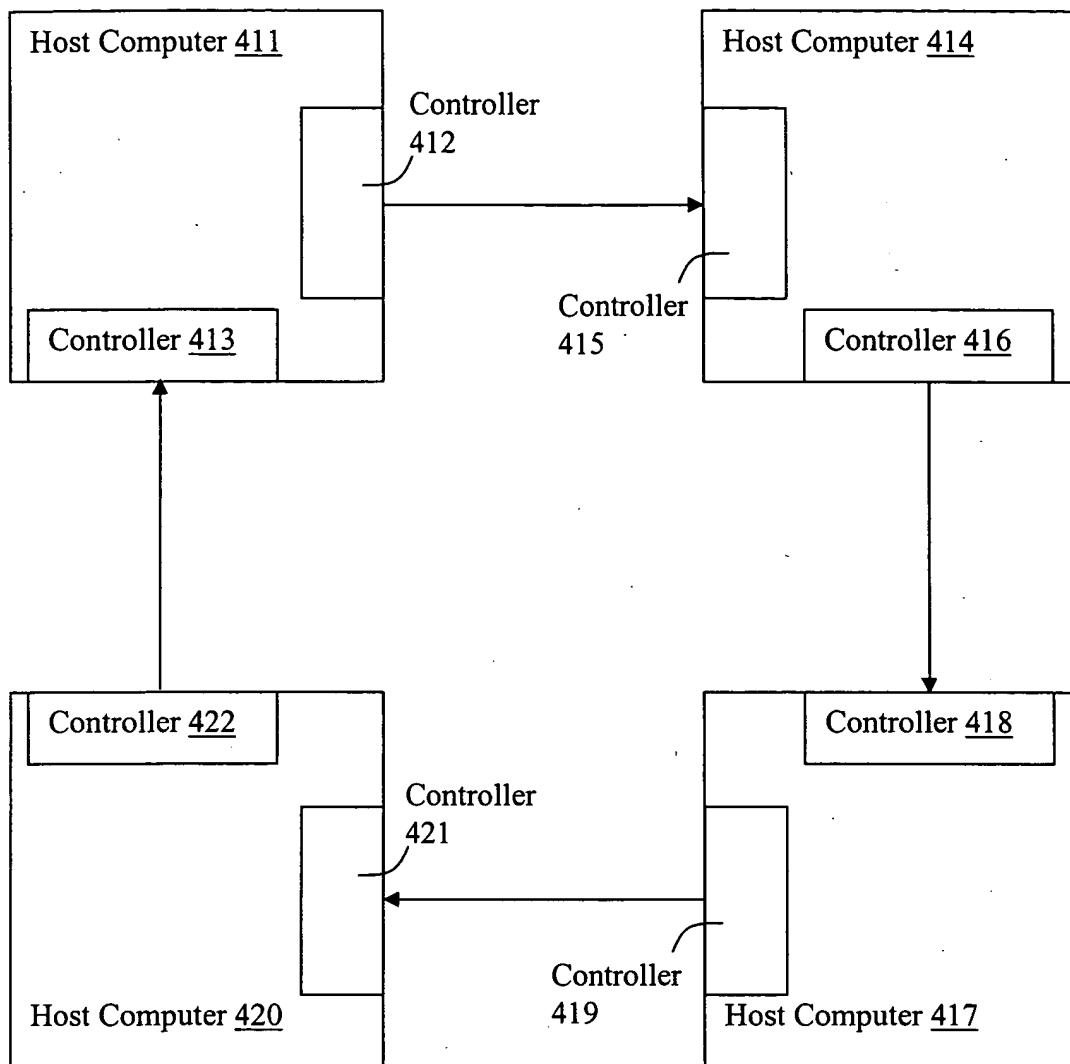 Host Computer 411
Host Computer 414
Controller
412
Controller
415
Controller 413
Controller 416
Controller 422
Controller 418
Controller
421
Controller
419
Host Computer 420
Host Computer 417